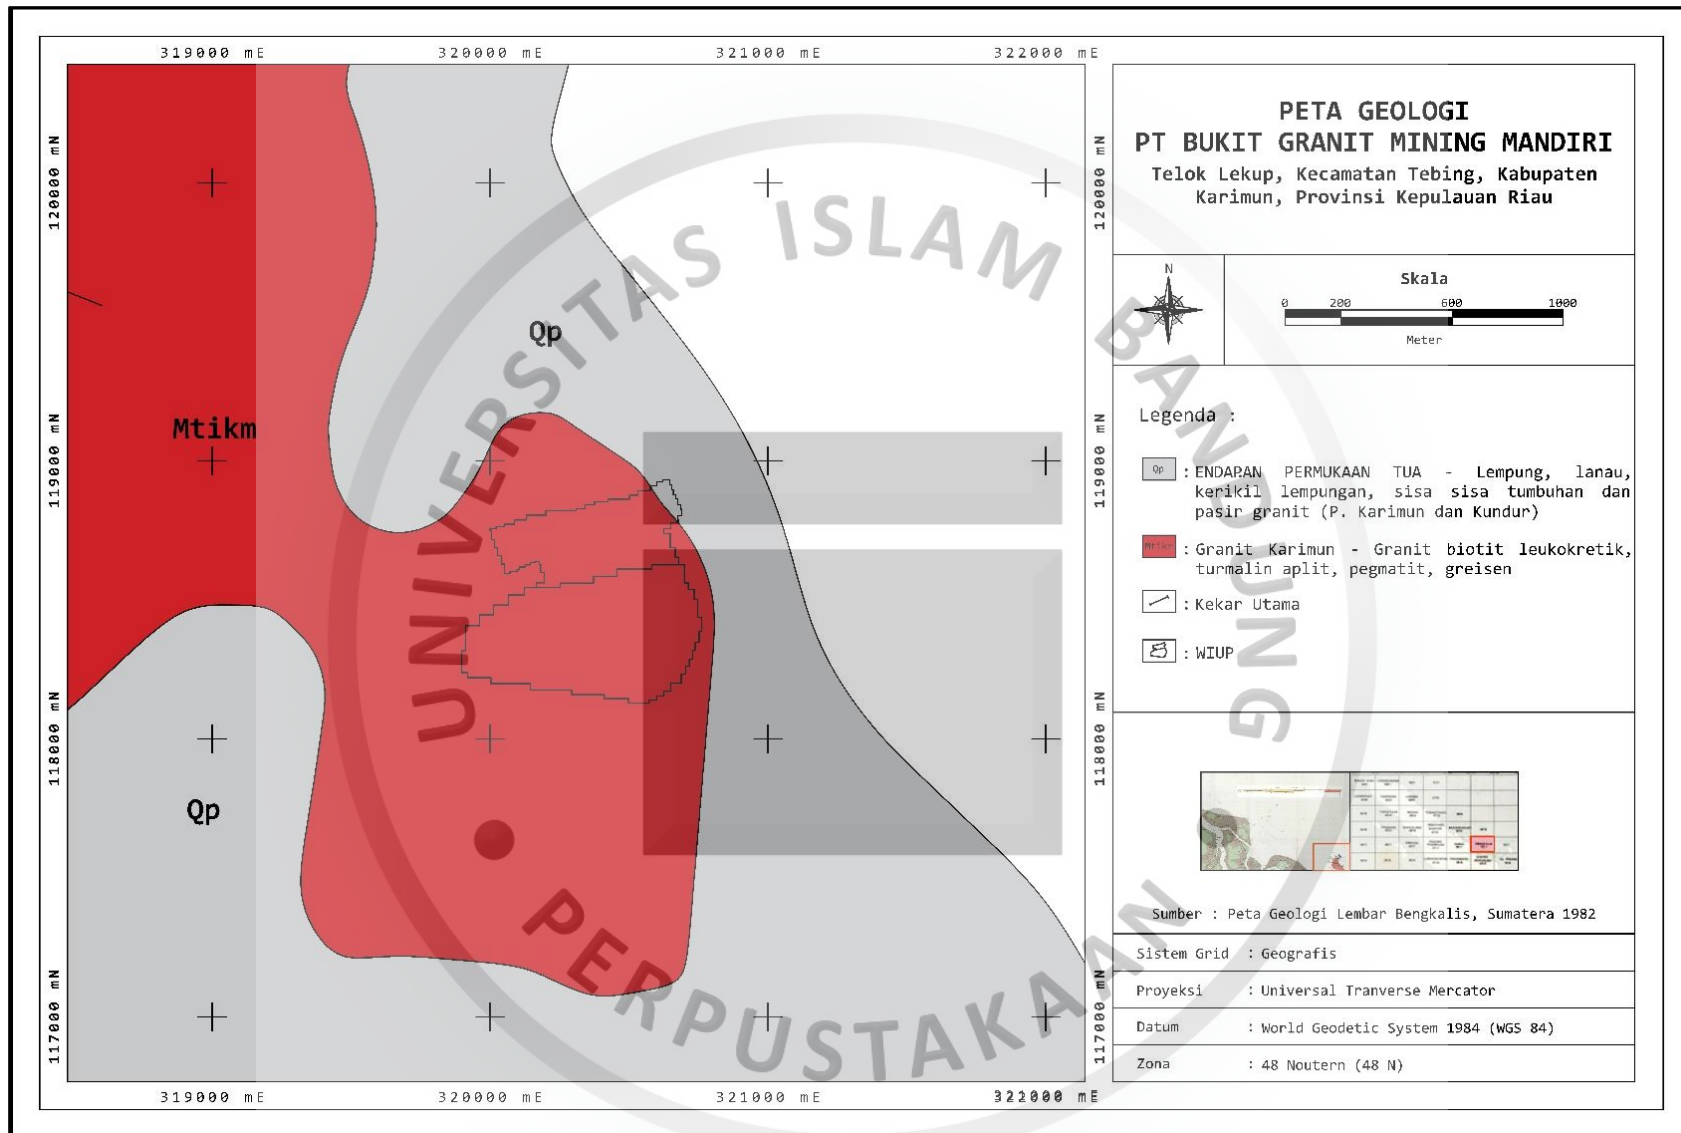 319000 mE 320000 mE 321000 mE 322000 mE
120000 mN
119000 mN
118000 mN
117000 mN
Qp
Mtikm
Qp
120000 mN
119000 mN
118000 mN
117000 mN
319000 mE 320000 mE 321000 mE
UNIVERSITAS ISLAM BANDUNG
PERPUSTAKAAN
PETA GEOLOGI
PT BUKIT GRANIT MINING MANDIRI
Telok Lekup, Kecamatan Tebing, Kabupaten
Karimun, Provinsi Kepulauan Riau
N
Skala
0 200 600 1000
Meter
Legenda :
Qp : ENDAPAN PERMUKAAN TUA - Lempung, lanau,
kerikil lempungan, sisa sisa tumbuhan dan
pasir granit (P. Karimun dan Kundur)
Mtikm : Granit Karimun - Granit biotit leukokretik,
turmalin aplit, pegmatit, greisen
: Kekar Utama
: WIUP
Sumber : Peta Geologi Lembar Bengkalis, Sumatera 1982
Sistem Grid : Geografis
Proyeksi : Universal Tranverse Mercator
Datum : World Geodetic System 1984 (WGS 84)
Zona : 48 Noutern (48 N)